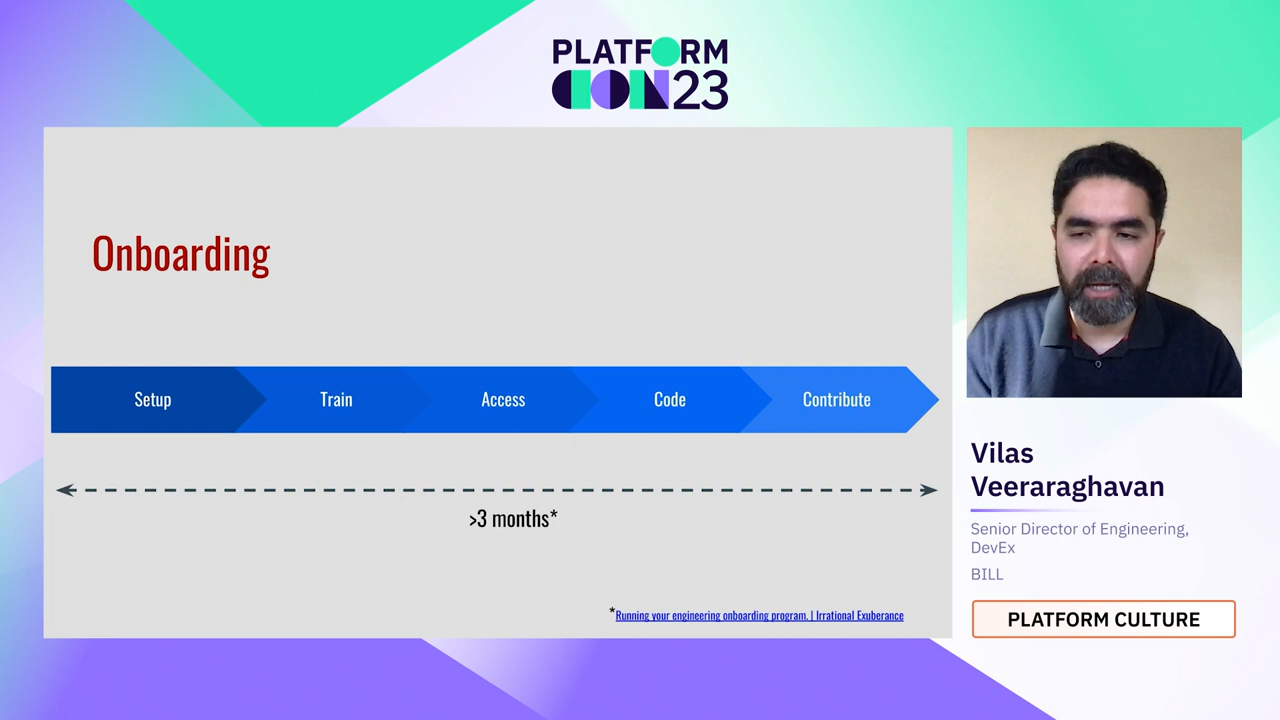 PLATFORM
CON23
Onboarding
Setup
Train
Access
Code
Contribute
>3 months*
*Running your engineering onboarding program. | Irrational Exuberance
Vilas
Veeraraghavan
Senior Director of Engineering,
DevEx
BILL
PLATFORM CULTURE